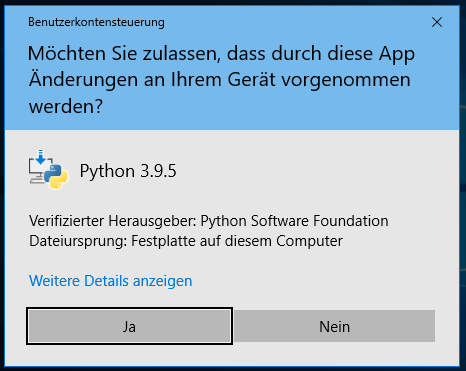 Benutzerkontensteuerung
Möchten Sie zulassen, dass durch diese App
Änderungen an Ihrem Gerät vorgenommen
werden?
Python 3.9.5
Verifizierter Herausgeber: Python Software Foundation
Dateiursprung: Festplatte auf diesem Computer
Weitere Details anzeigen
Ja
Nein